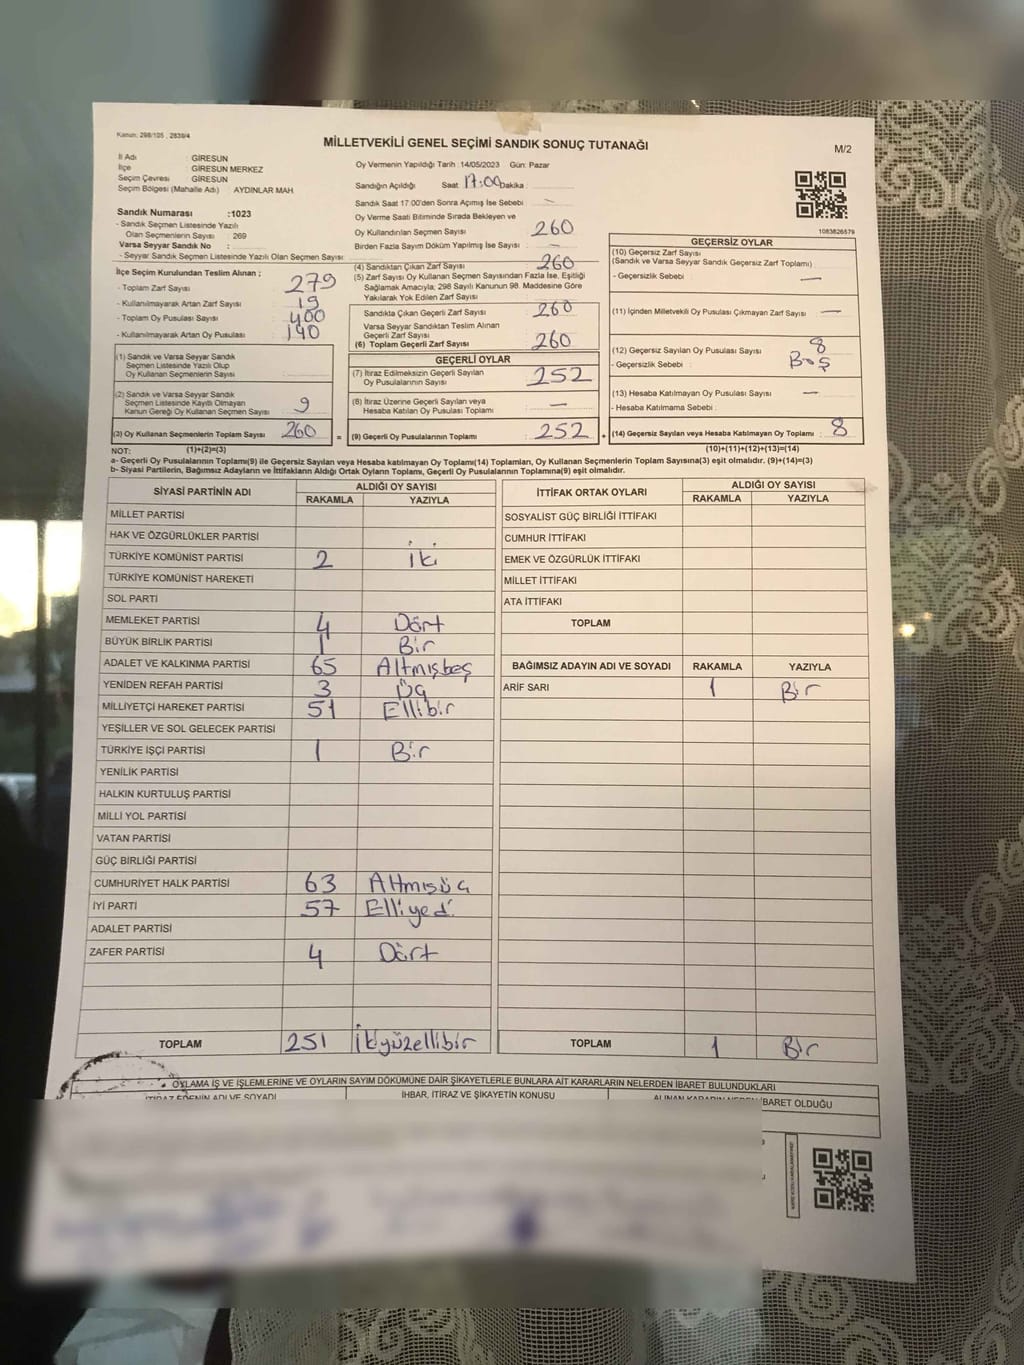 Kanun: 298/105 , 2839/4
MİLLETVEKİLİ GENEL SEÇİMİ SANDIK SONUÇ TUTANAĞI
M/2
İl Adı : GİRESUN
İlçe : GİRESUN MERKEZ
Seçim Çevresi : GİRESUN
Seçim Bölgesi (Mahalle Adı) AYDINLAR MAH.
Sandık Numarası :1023
- Sandık Seçmen Listesinde Yazılı
Olan Seçmenlerin Sayısı : 269
Varsa Seyyar Sandık No :
- Seyyar Sandık Seçmen Listesinde Yazılı Olan Seçmen Sayısı:
İlçe Seçim Kurulundan Teslim Alınan ;
- Toplam Zarf Sayısı : 279
- Kullanılmayarak Artan Zarf Sayısı : 19
- Toplam Oy Pusulası Sayısı : 400
- Kullanılmayarak Artan Oy Pusulası : 140
(1) Sandık ve Varsa Seyyar Sandık
Seçmen Listesinde Yazılı Olup
Oy Kullanan Seçmenlerin Sayısı :
(2) Sandık ve Varsa Seyyar Sandık
Seçmen Listesinde Kayıtlı Olmayan
Kanun Gereği Oy Kullanan Seçmen Sayısı : 9
(3) Oy Kullanan Seçmenlerin Toplam Sayısı : 260
Oy Vermenin Yapıldığı Tarih : 14/05/2023 Gün: Pazar
Sandığın Açıldığı Saat 17:00 Dakika :
Sandık Saat 17:00'den Sonra Açımış İse Sebebi : -
Oy Verme Saati Bitiminde Sırada Bekleyen ve
Oy Kullandırılan Seçmen Sayısı : 260
Birden Fazla Sayım Döküm Yapılmış İse Sayısı : -
(4) Sandıktan Çıkan Zarf Sayısı : 260
(5) Zarf Sayısı Oy Kullanan Seçmen Sayısından Fazla İse, Eşitliği
Sağlamak Amacıyla; 298 Sayılı Kanunun 98. Maddesine Göre
Yakılarak Yok Edilen Zarf Sayısı :
Sandıkta Çıkan Geçerli Zarf Sayısı : 260
Varsa Seyyar Sandıktan Teslim Alınan
Geçerli Zarf Sayısı :
(6) Toplam Geçerli Zarf Sayısı : 260
GEÇERLİ OYLAR
(7) İtiraz Edilmeksizin Geçerli Sayılan
Oy Pusulalarının Sayısı : 252
(8) İtiraz Üzerine Geçerli Sayılan veya
Hesaba Katılan Oy Pusulası Toplamı : -
= (9) Geçerli Oy Pusulalarının Toplamı : 252
1083826579
GEÇERSİZ OYLAR
(10) Geçersiz Zarf Sayısı
(Sandık ve Varsa Seyyar Sandık Geçersiz Zarf Toplamı) :
- Geçersizlik Sebebi : -
(11) İçinden Milletvekili Oy Pusulası Çıkmayan Zarf Sayısı : -
(12) Geçersiz Sayılan Oy Pusulası Sayısı : 8
- Geçersizlik Sebebi : Boş
(13) Hesaba Katılmayan Oy Pusulası Sayısı : -
- Hesaba Katılmama Sebebi :
+ (14) Geçersiz Sayılan veya Hesaba Katılmayan Oy Toplamı : 8
NOT: (1)+(2)=(3) (10)+(11)+(12)+(13)=(14)
a- Geçerli Oy Pusulalarının Toplamı(9) ile Geçersiz Sayılan veya Hesaba katılmayan Oy Toplamı(14) Toplamları, Oy Kullanan Seçmenlerin Toplam Sayısına(3) eşit olmalıdır. (9)+(14)=(3)
b- Siyasi Partilerin, Bağımsız Adayların ve İttifakların Aldığı Ortak Oyların Toplamı, Geçerli Oy Pusulalarının Toplamına(9) eşit olmalıdır.
SİYASİ PARTİNİN ADI ALDIĞI OY SAYISI
RAKAMLA YAZIYLA
MİLLET PARTİSİ
HAK VE ÖZGÜRLÜKLER PARTİSİ
TÜRKİYE KOMÜNİST PARTİSİ 2 iki
TÜRKİYE KOMÜNİST HAREKETİ
SOL PARTİ
MEMLEKET PARTİSİ 4 Dört
BÜYÜK BİRLİK PARTİSİ 1 Bir
ADALET VE KALKINMA PARTİSİ 65 Altmışbeş
YENİDEN REFAH PARTİSİ 3 Üç
MİLLİYETÇİ HAREKET PARTİSİ 51 Ellibir
YEŞİLLER VE SOL GELECEK PARTİSİ
TÜRKİYE İŞÇİ PARTİSİ 1 Bir
YENİLİK PARTİSİ
HALKIN KURTULUŞ PARTİSİ
MİLLİ YOL PARTİSİ
VATAN PARTİSİ
GÜÇ BİRLİĞİ PARTİSİ
CUMHURİYET HALK PARTİSİ 63 Altmışüç
İYİ PARTİ 57 Elliyedi
ADALET PARTİSİ
ZAFER PARTİSİ 4 Dört
TOPLAM 251 İkiyüzellibir
İTTİFAK ORTAK OYLARI ALDIĞI OY SAYISI
RAKAMLA YAZIYLA
SOSYALİST GÜÇ BİRLİĞİ İTTİFAKI
CUMHUR İTTİFAKI
EMEK VE ÖZGÜRLÜK İTTİFAKI
MİLLET İTTİFAKI
ATA İTTİFAKI
TOPLAM
BAĞIMSIZ ADAYIN ADI VE SOYADI RAKAMLA YAZIYLA
ARİF SARI 1 Bir
TOPLAM 1 Bir
OYLAMA İŞ VE İŞLEMLERİNE VE OYLARIN SAYIM DÖKÜMÜNE DAİR ŞİKAYETLERLE BUNLARA AİT KARARLARIN NELERDEN İBARET BULUNDUKLARI
İTİRAZ EDENİN ADI VE SOYADI İHBAR, İTİRAZ VE ŞİKAYETİN KONUSU ALINAN KARARIN NEDEN İBARET OLDUĞU